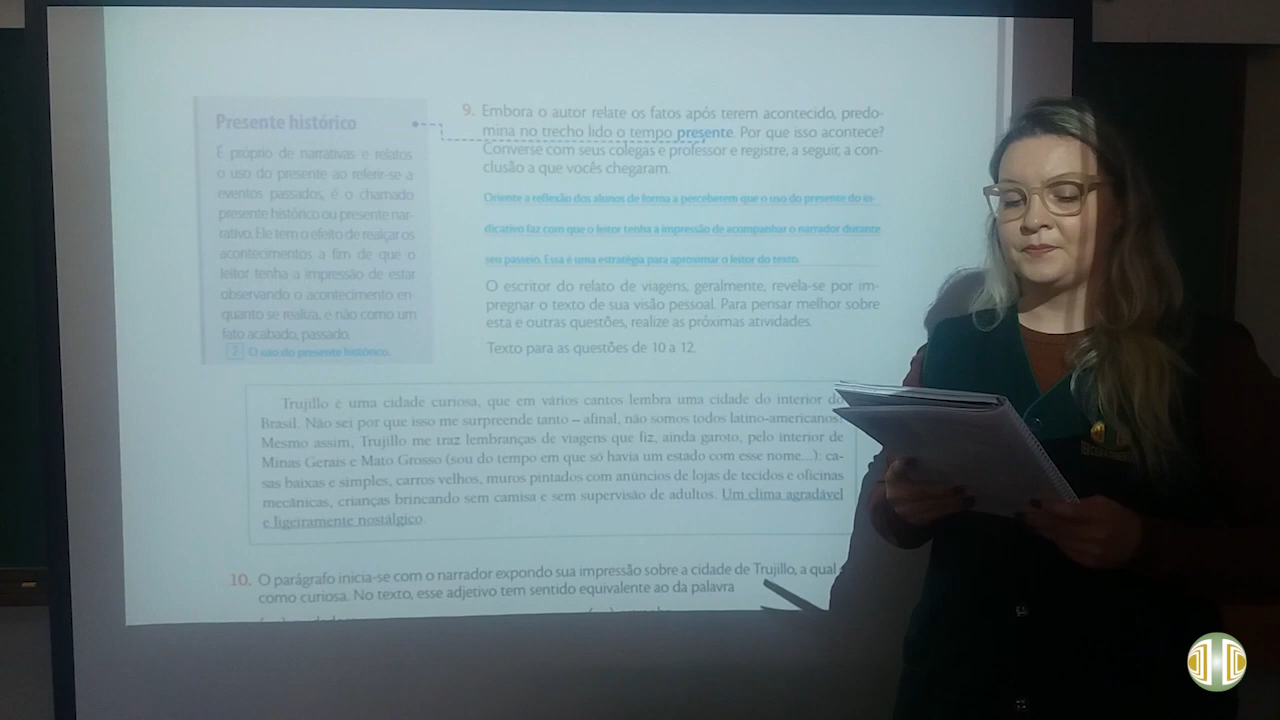 Presente histórico
É próprio de narrativas e relatos
o uso do presente ao referir-se a
eventos passados, é o chamado
presente histórico ou presente nar-
rativo. Ele tem o efeito de realçar os
acontecimentos a fim de que o
leitor tenha a impressão de estar
observando o acontecimento en-
quanto se realiza, e não como um
fato acabado, passado.
2 O uso do presente histórico.
9. Embora o autor relate os fatos após terem acontecido, predo-
mina no trecho lido o tempo presente. Por que isso acontece?
Converse com seus colegas e professor e registre, a seguir, a con-
clusão a que vocês chegaram.
Oriente a reflexão dos alunos de forma a perceberem que o uso do presente do in-
dicativo faz com que o leitor tenha a impressão de acompanhar o narrador durante
seu passeio. Essa é uma estratégia para aproximar o leitor do texto.
O escritor do relato de viagens, geralmente, revela-se por im-
pregnar o texto de sua visão pessoal. Para pensar melhor sobre
esta e outras questões, realize as próximas atividades.
Texto para as questões de 10 a 12.
Trujillo é uma cidade curiosa, que em vários cantos lembra uma cidade do interior do
Brasil. Não sei por que isso me surpreende tanto – afinal, não somos todos latino-americanos?
Mesmo assim, Trujillo me traz lembranças de viagens que fiz, ainda garoto, pelo interior de
Minas Gerais e Mato Grosso (sou do tempo em que só havia um estado com esse nome...): ca-
sas baixas e simples, carros velhos, muros pintados com anúncios de lojas de tecidos e oficinas
mecânicas, crianças brincando sem camisa e sem supervisão de adultos. Um clima agradável
e ligeiramente nostálgico.
10. O parágrafo inicia-se com o narrador expondo sua impressão sobre a cidade de Trujillo, a qual
como curiosa. No texto, esse adjetivo tem sentido equivalente ao da palavra